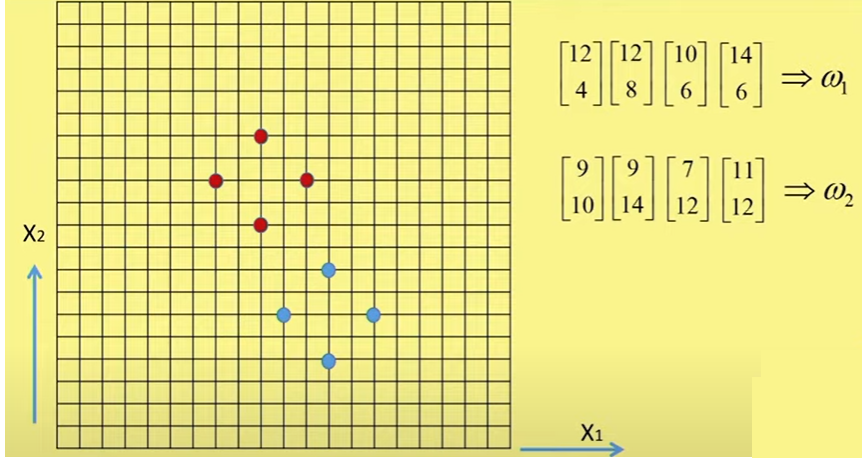 [12 4] [12 8] [10 6] [14 6] ⇒ ω₁
[9 10] [9 14] [7 12] [11 12] ⇒ ω₂
X₂
X₁